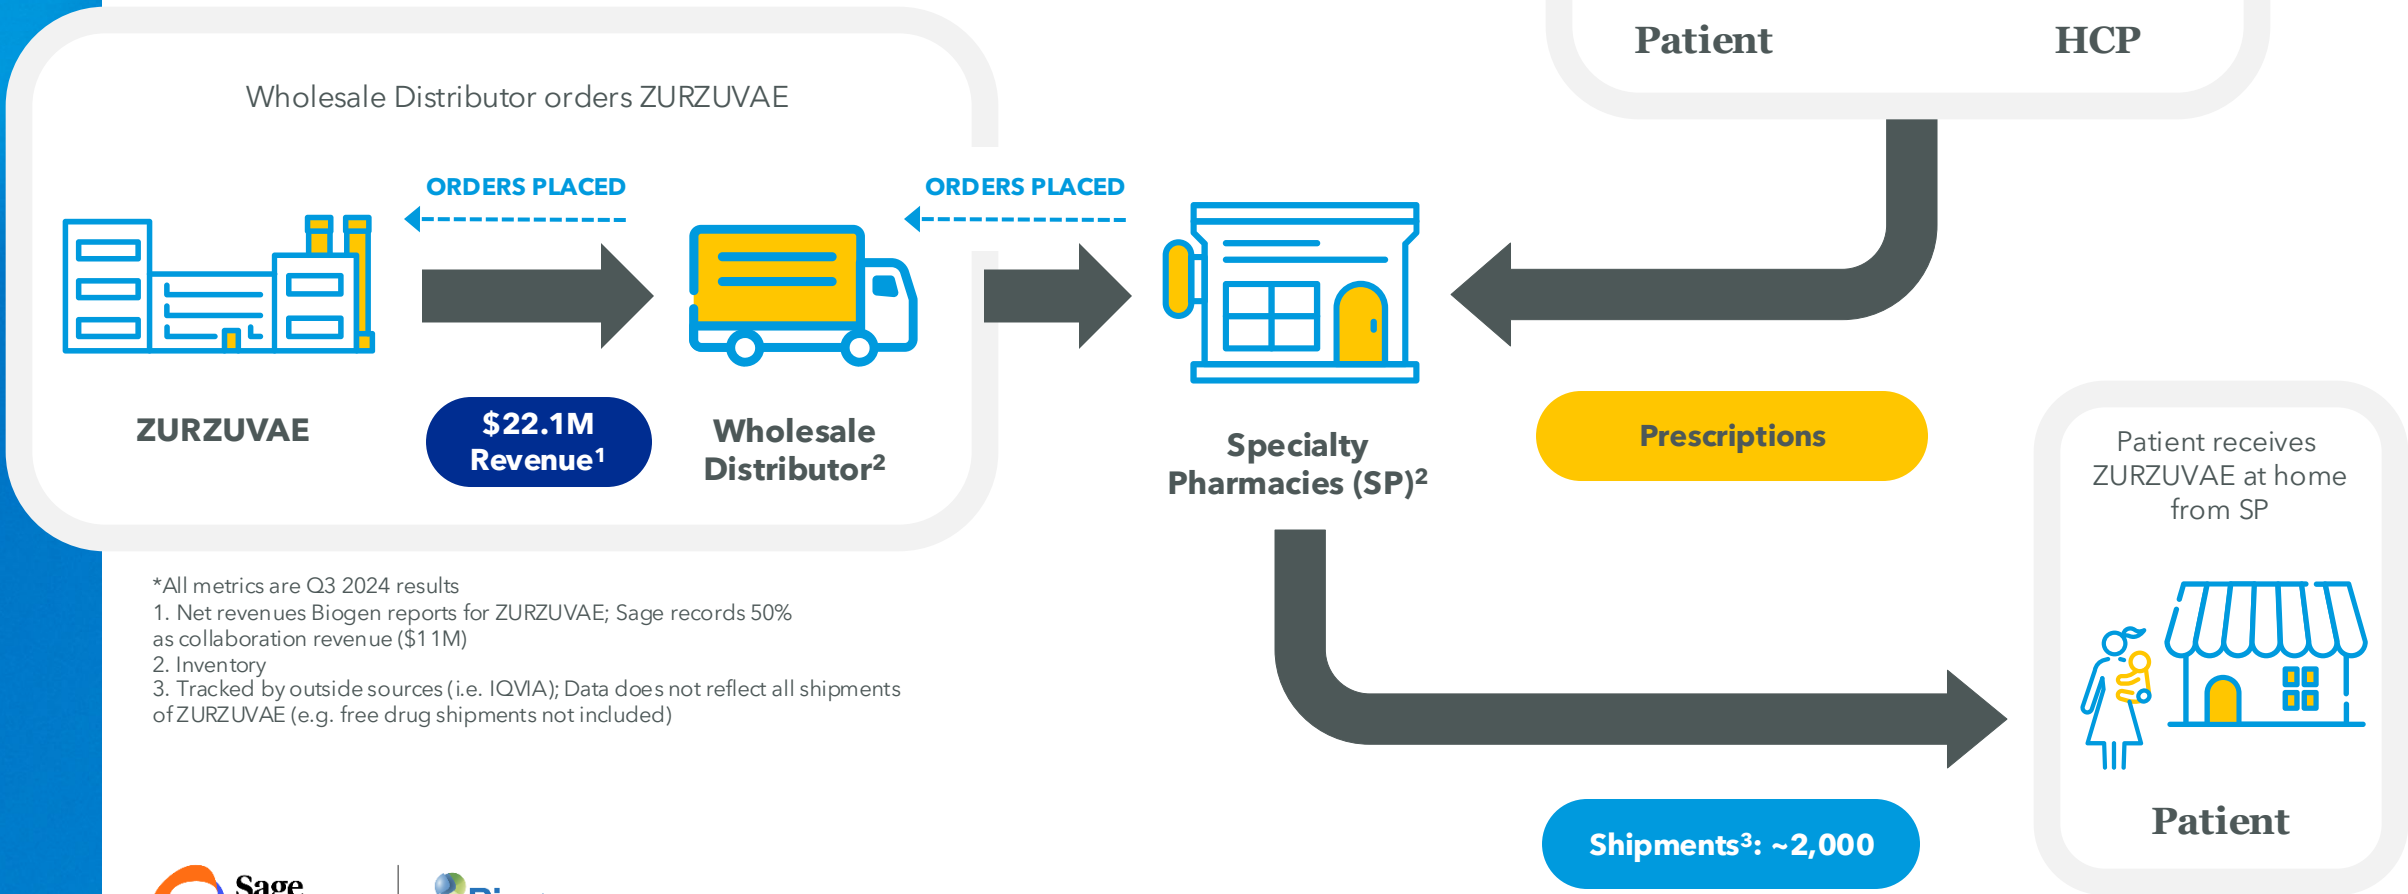 Patient
HCP
Wholesale Distributor orders ZURZUVAE
ORDERS PLACED
ORDERS PLACED
ZURZUVAE
$22.1M
Revenue¹
Wholesale
Distributor²
Specialty
Pharmacies (SP)²
Prescriptions
Patient receives
ZURZUVAE at home
from SP
Patient
Shipments³: ~2,000
*All metrics are Q3 2024 results
1. Net revenues Biogen reports for ZURZUVAE; Sage records 50%
as collaboration revenue ($11M)
2. Inventory
3. Tracked by outside sources (i.e. IQVIA); Data does not reflect all shipments
of ZURZUVAE (e.g. free drug shipments not included)
Sage